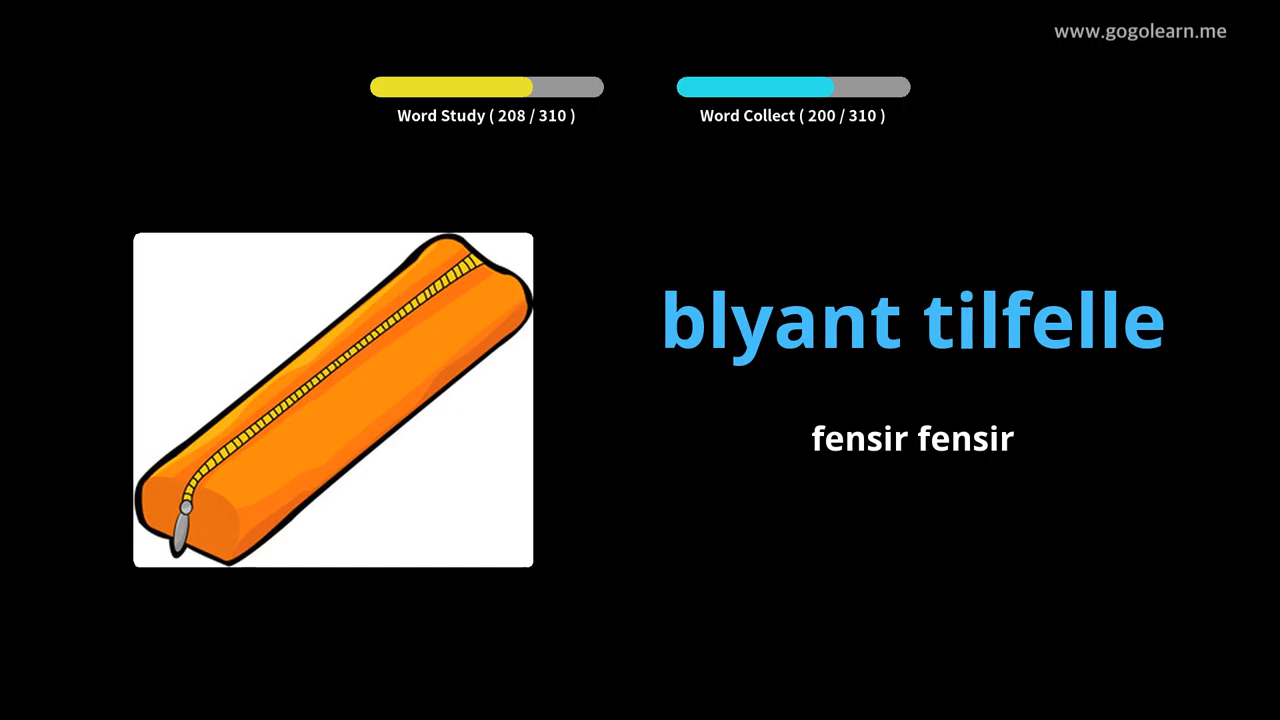 www.gogolearn.me
Word Study ( 208 / 310 )
Word Collect ( 200 / 310 )
blyant tilfelle
fensir fensir